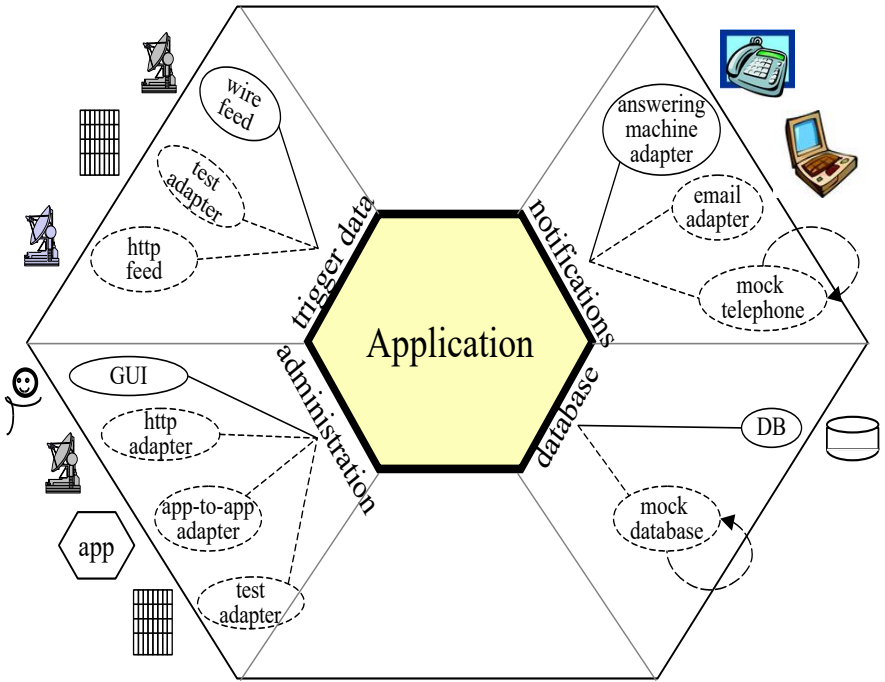 wire
feed
test
adapter
http
feed
trigger data
answering
machine
adapter
email
adapter
mock
telephone
notifications
Application
GUI
http
adapter
app-to-app
adapter
test
adapter
app
administration
database
DB
mock
database